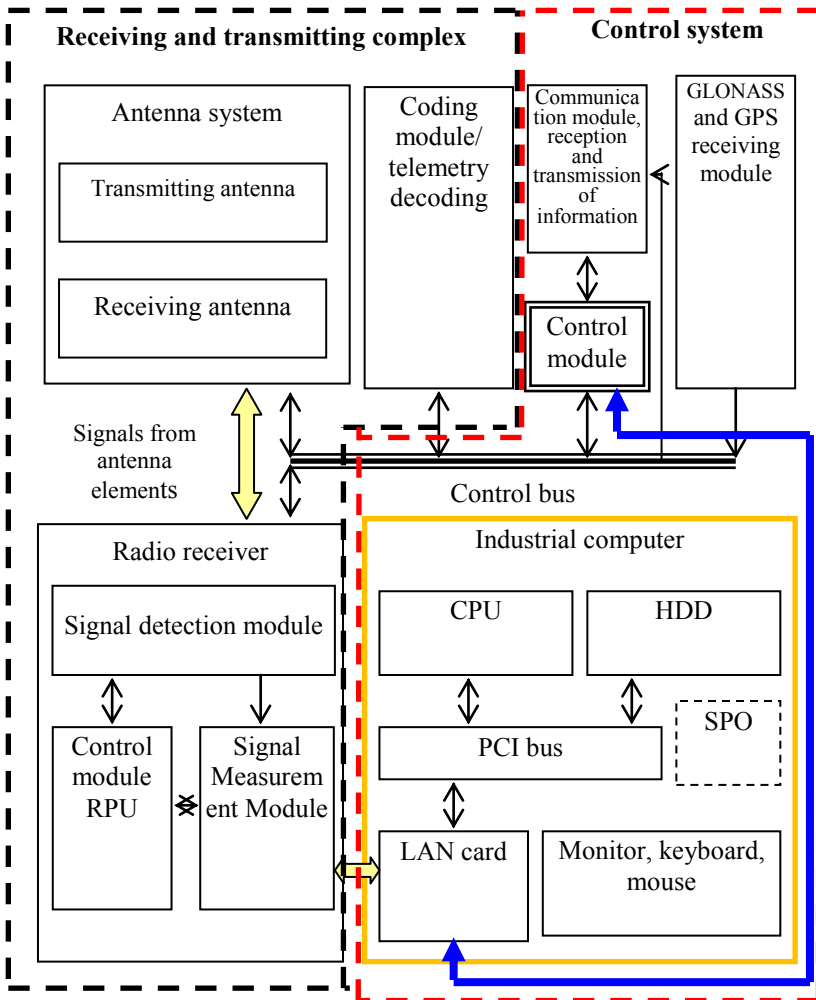 Receiving and transmitting complex
Control system
Antenna system
Transmitting antenna
Receiving antenna
Coding
module/
telemetry
decoding
Communica
tion module,
reception
and
transmission
of
information
GLONASS
and GPS
receiving
module
Control
module
Signals from
antenna
elements
Control bus
Radio receiver
Signal detection module
Control
module
RPU
Signal
Measurem
ent Module
Industrial computer
CPU
HDD
PCI bus
SPO
LAN card
Monitor, keyboard,
mouse